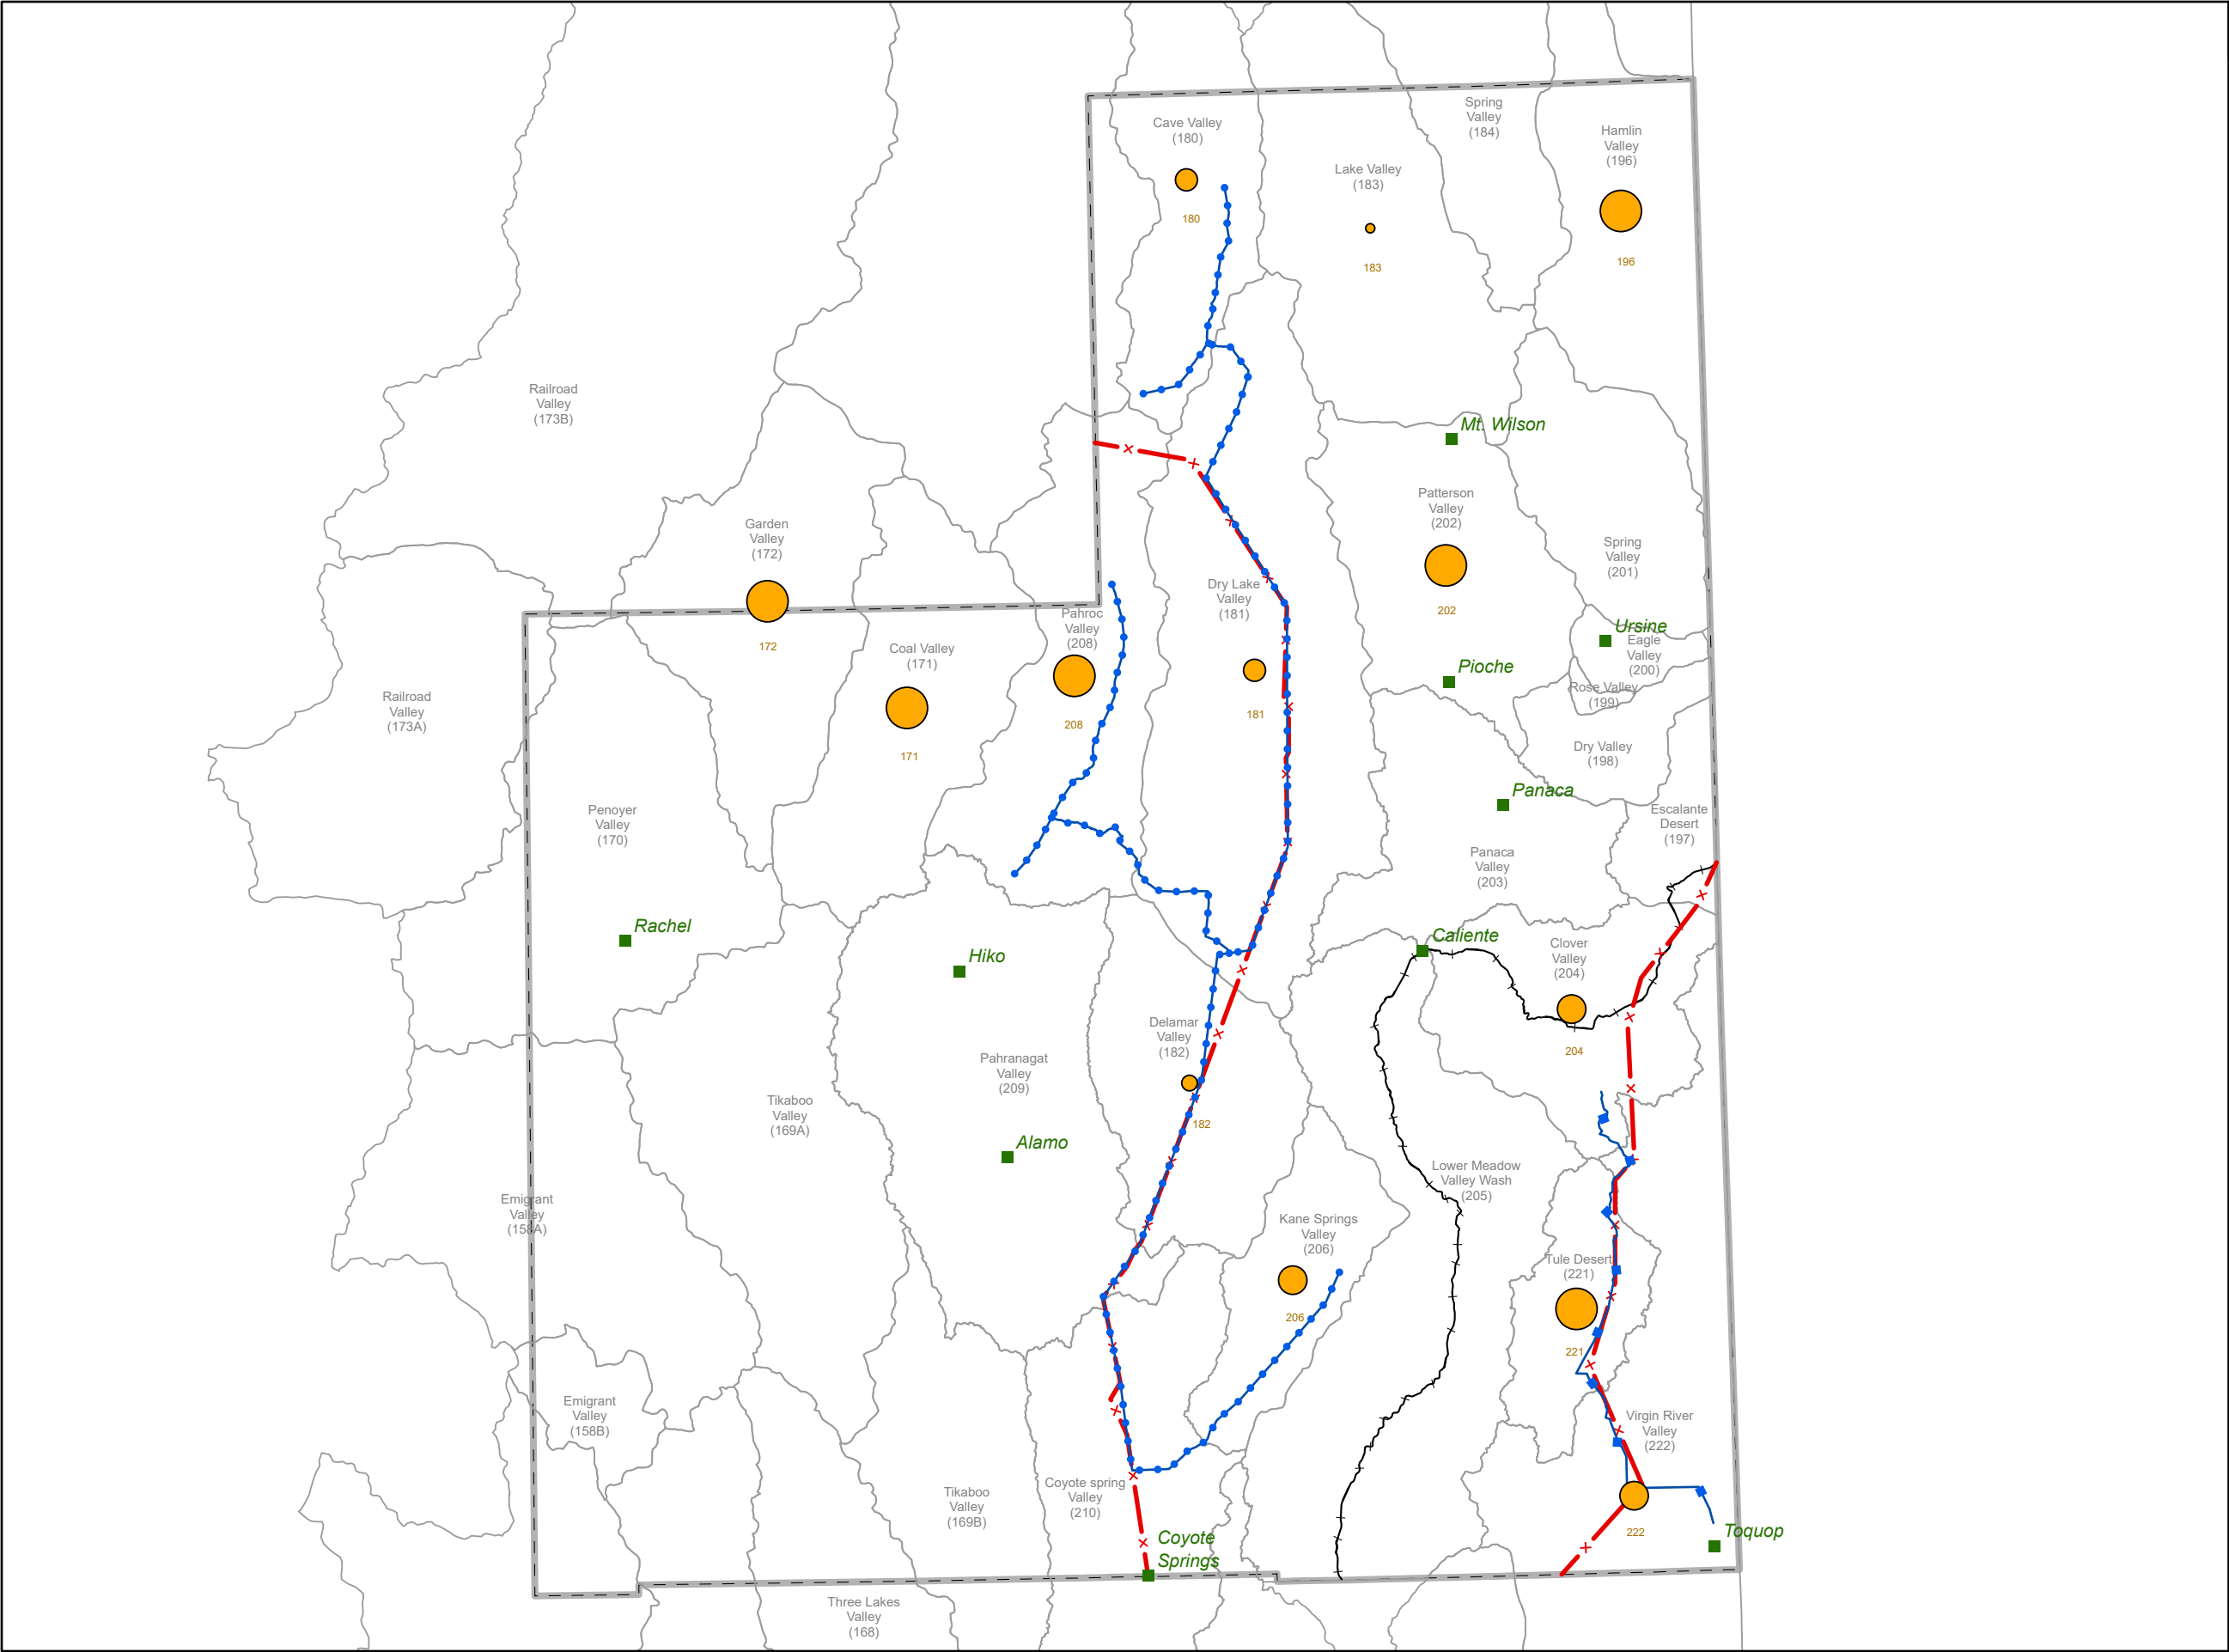 Cave Valley
(180)
180
Lake Valley
(183)
183
Spring
Valley
(184)
Hamlin
Valley
(196)
196
Railroad
Valley
(173B)
Mt. Wilson
Patterson
Valley
(202)
202
Garden
Valley
(172)
172
Coal Valley
(171)
171
Pahroc
Valley
(208)
208
Dry Lake
Valley
(181)
181
Spring
Valley
(201)
Ursine
Eagle
Valley
(200)
Pioche
Rose Valley
(199)
Dry Valley
(198)
Railroad
Valley
(173A)
Penoyer
Valley
(170)
Panaca
Escalante
Desert
(197)
Panaca
Valley
(203)
Rachel
Hiko
Caliente
Clover
Valley
(204)
204
Delamar
Valley
(182)
182
Pahranagat
Valley
(209)
Tikaboo
Valley
(169A)
Alamo
Emigrant
Valley
(158A)
Lower Meadow
Valley Wash
(205)
Kane Springs
Valley
(206)
206
Tule Desert
(221)
221
Emigrant
Valley
(158B)
Virgin River
Valley
(222)
222
Tikaboo
Valley
(169B)
Coyote spring
Valley
(210)
Coyote
Springs
Toquop
Three Lakes
Valley
(168)